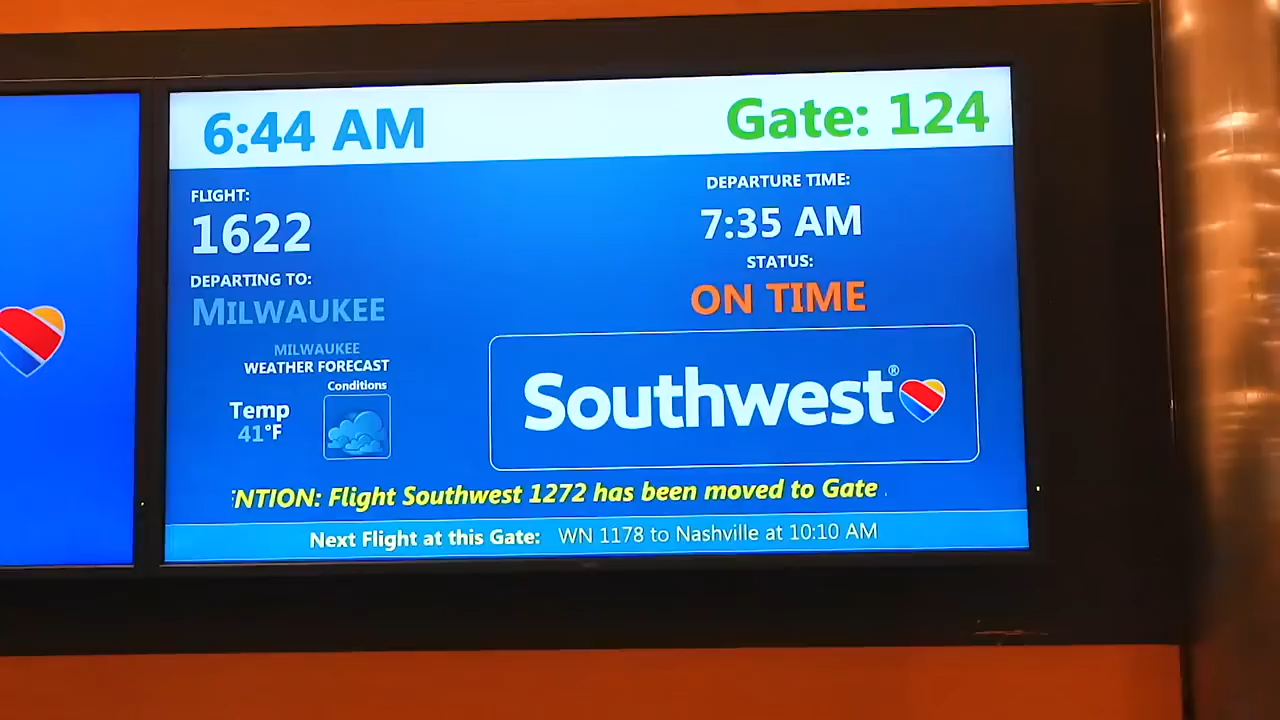 6:44 AM
Gate: 124
FLIGHT:
1622
DEPARTING TO:
MILWAUKEE
DEPARTURE TIME:
7:35 AM
STATUS:
ON TIME
MILWAUKEE
WEATHER FORECAST
Temp
41°F
Conditions
Southwest®
NTION: Flight Southwest 1272 has been moved to Gate
Next Flight at this Gate: WN 1178 to Nashville at 10:10 AM